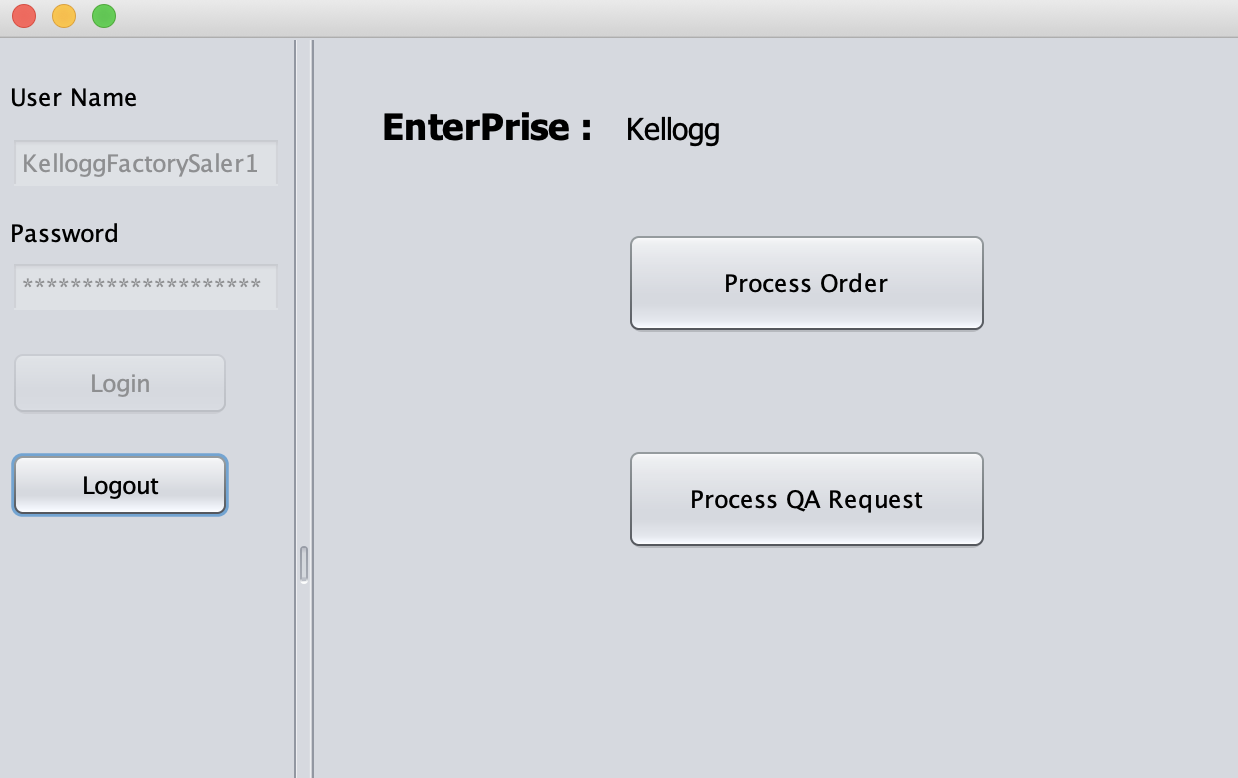 User Name
KelloggFactorySaler1
Password
********************
Login
Logout
EnterPrise : Kellogg
Process Order
Process QA Request